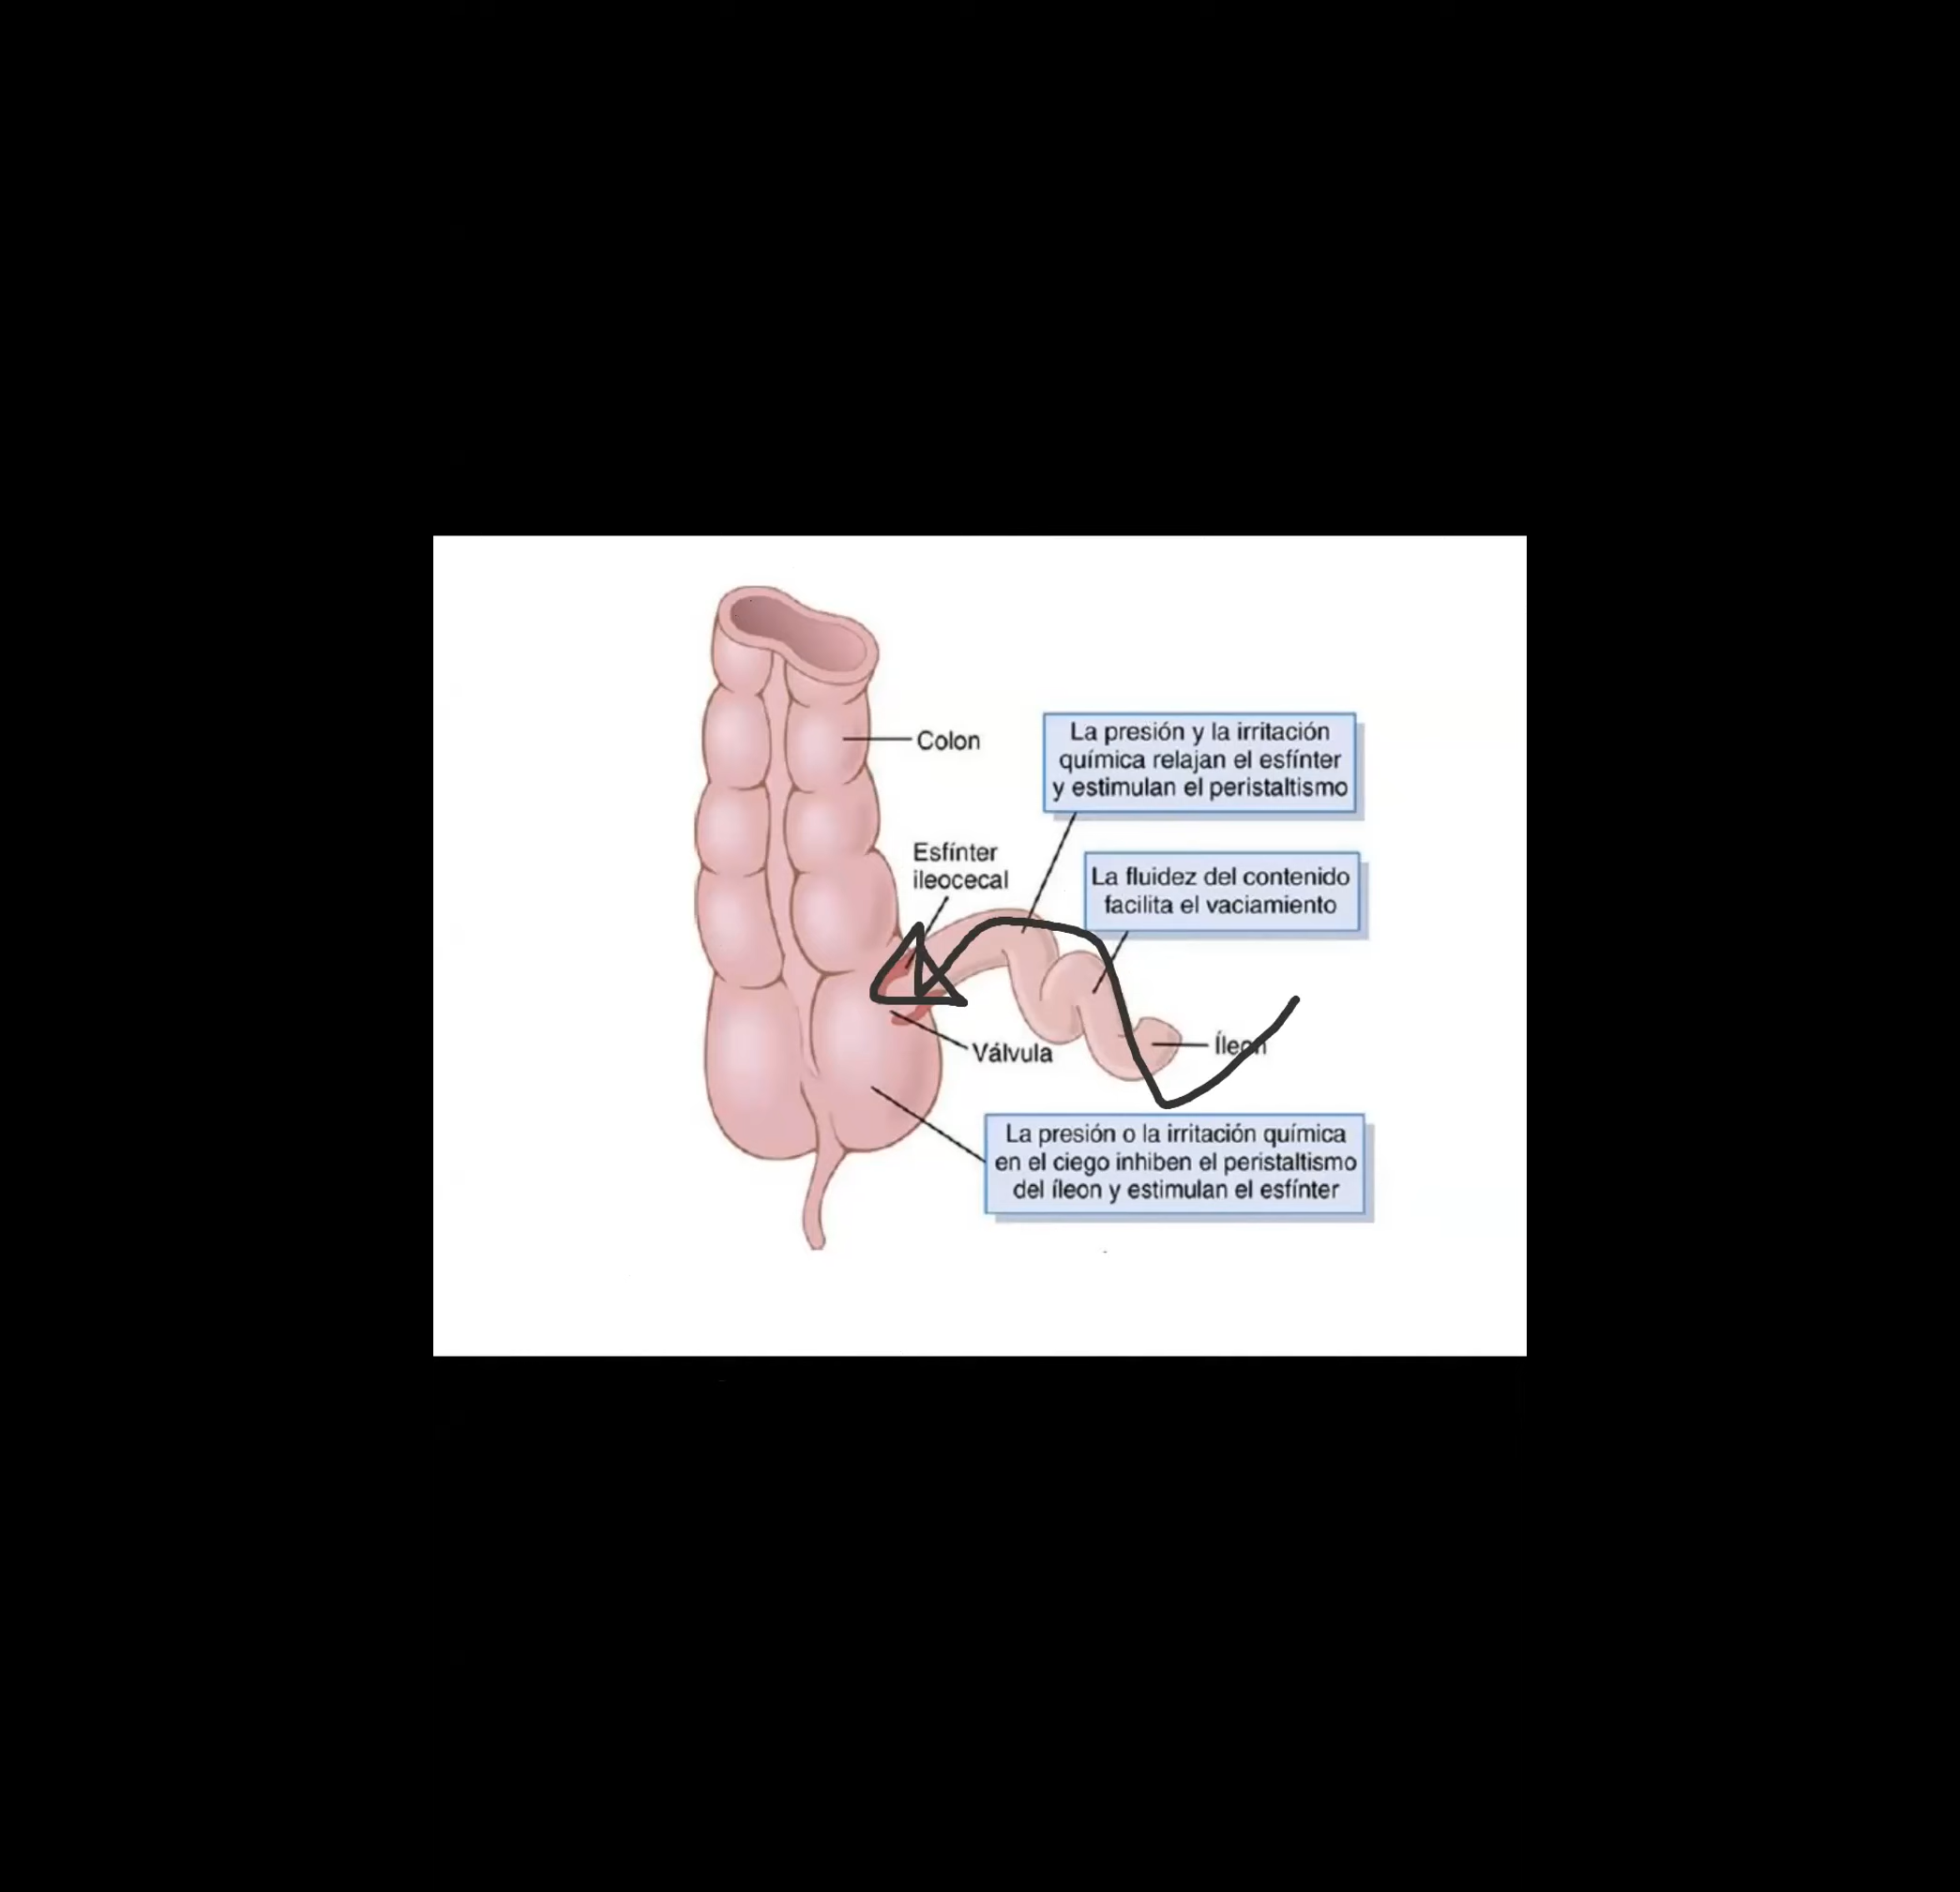 Colon
La presión y la irritación
química relajan el esfínter
y estimulan el peristaltismo
Esfínter
ileocecal
La fluidez del contenido
facilita el vaciamiento
Íleon
Válvula
La presión o la irritación química
en el ciego inhiben el peristaltismo
del íleon y estimulan el esfínter